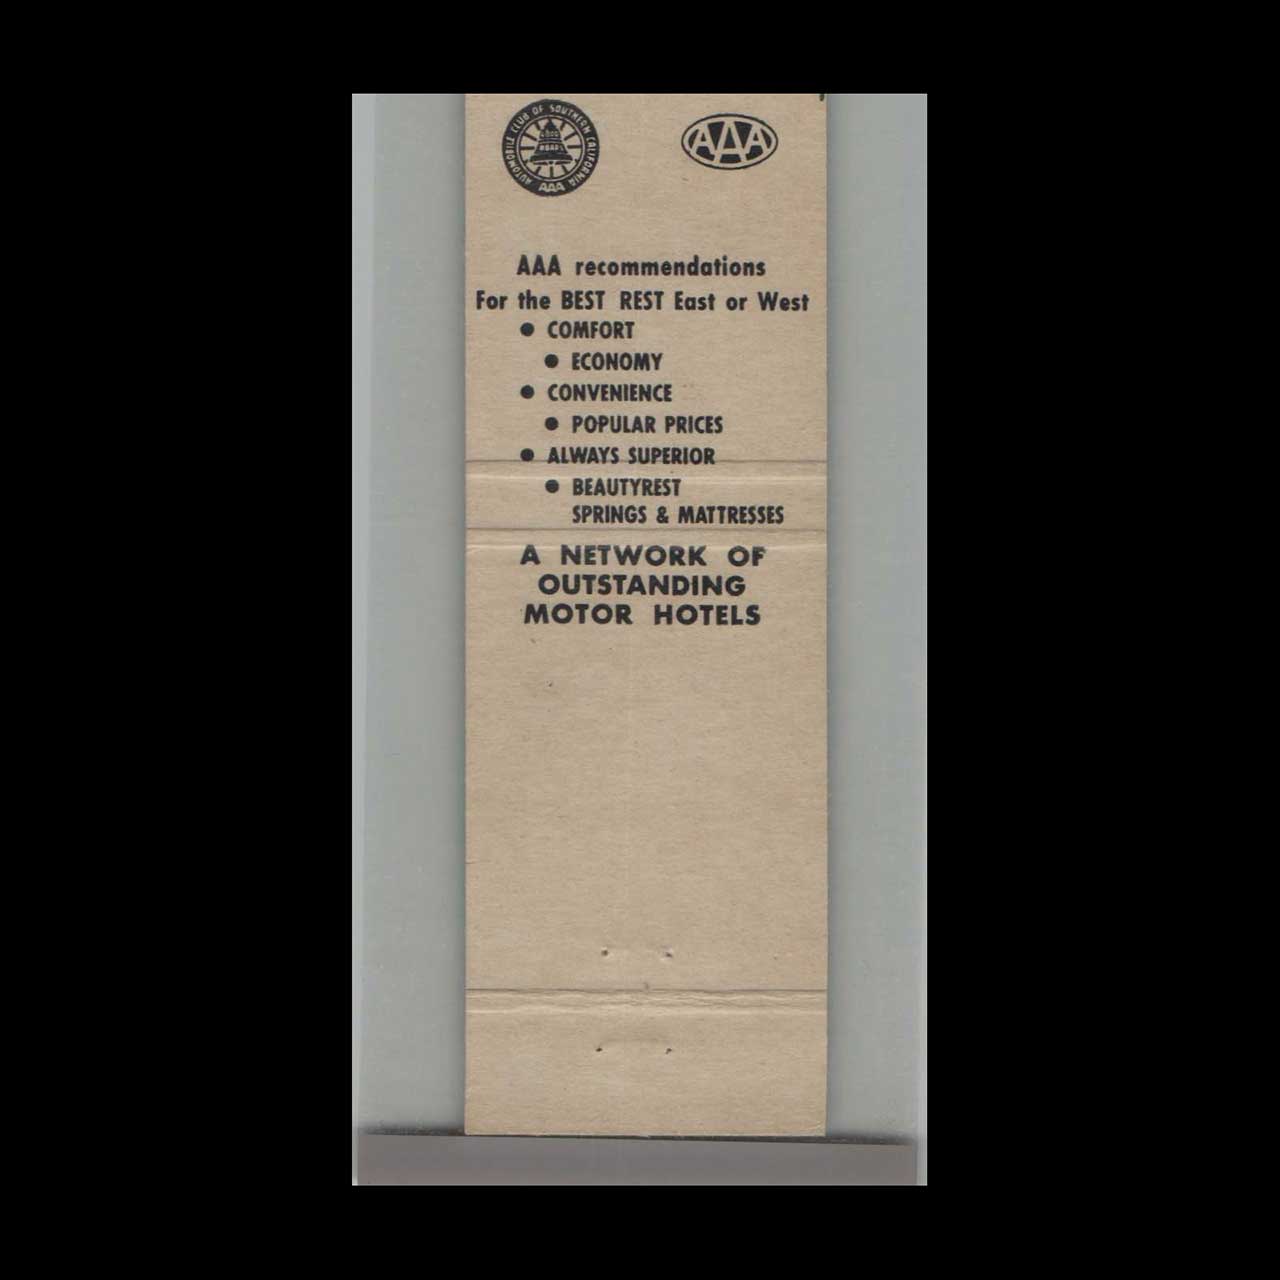 AUTOMOBILE CLUB OF SOUTHERN CALIFORNIA
AAA
AAA
AAA recommendations
For the BEST REST East or West
● COMFORT
● ECONOMY
● CONVENIENCE
● POPULAR PRICES
● ALWAYS SUPERIOR
● BEAUTYREST
SPRINGS & MATTRESSES
A NETWORK OF
OUTSTANDING
MOTOR HOTELS